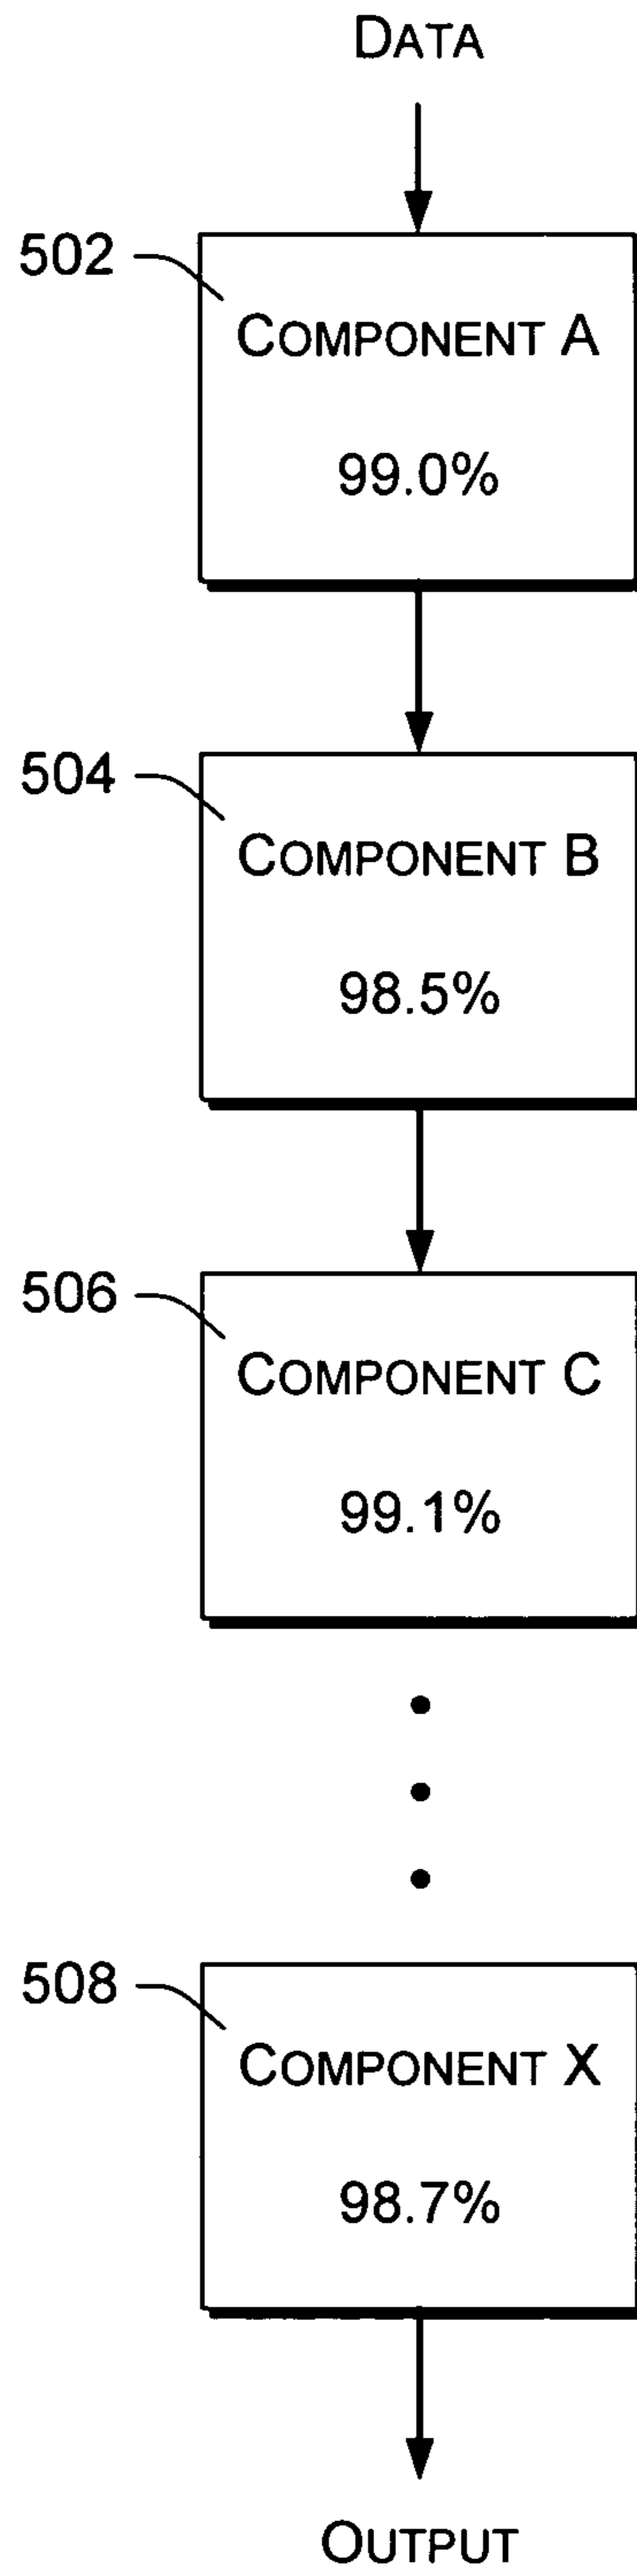 DATA
502
COMPONENT A
99.0%
504
COMPONENT B
98.5%
506
COMPONENT C
99.1%
508
COMPONENT X
98.7%
OUTPUT